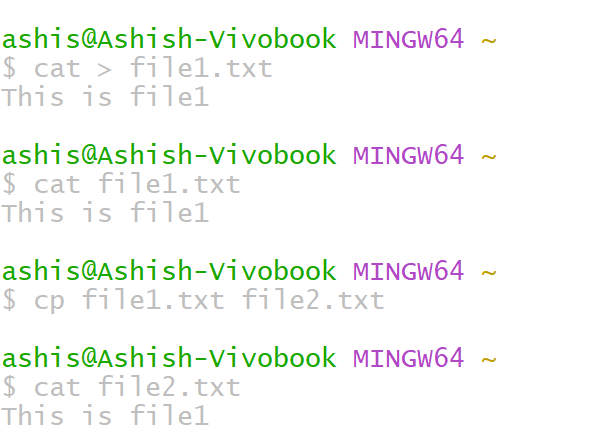 ashis@Ashish-Vivobook MINGW64 ~
$ cat > file1.txt
This is file1
ashis@Ashish-Vivobook MINGW64 ~
$ cat file1.txt
This is file1
ashis@Ashish-Vivobook MINGW64 ~
$ cp file1.txt file2.txt
ashis@Ashish-Vivobook MINGW64 ~
$ cat file2.txt
This is file1